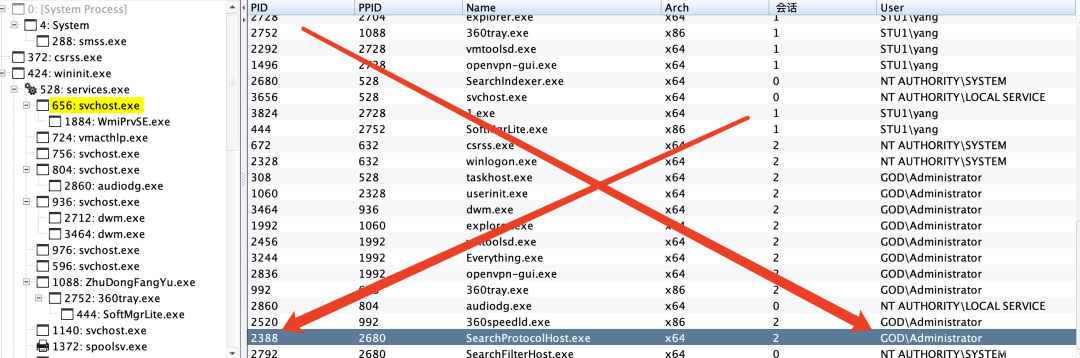 0: [System Process]
4: System
288: smss.exe
372: csrss.exe
424: wininit.exe
528: services.exe
656: svchost.exe
1884: WmiPrvSE.exe
724: vmacthlp.exe
756: svchost.exe
804: svchost.exe
2860: audiodg.exe
936: svchost.exe
2712: dwm.exe
3464: dwm.exe
976: svchost.exe
596: svchost.exe
1088: ZhuDongFangYu.exe
2752: 360tray.exe
444: SoftMgrLite.exe
1140: svchost.exe
1372: spoolsv.exe
PID PPID Name Arch 会话 User
2728 2704 explorer.exe x64 1 STU1\yang
2752 1088 360tray.exe x86 1 STU1\yang
2292 2728 vmtoolsd.exe x64 1 STU1\yang
1496 2728 openvpn-gui.exe x64 1 STU1\yang
2680 528 SearchIndexer.exe x64 0 NT AUTHORITY\SYSTEM
3656 528 svchost.exe x64 0 NT AUTHORITY\LOCAL SERVICE
3824 2728 1.exe x64 1 STU1\yang
444 2752 SoftMgrLite.exe x86 1 STU1\yang
672 632 csrss.exe x64 2 NT AUTHORITY\SYSTEM
2328 632 winlogon.exe x64 2 NT AUTHORITY\SYSTEM
308 528 taskhost.exe x64 2 GOD\Administrator
1060 2328 userinit.exe x64 2 GOD\Administrator
3464 936 dwm.exe x64 2 GOD\Administrator
1992 1060 explorer.exe x64 2 GOD\Administrator
2456 1992 vmtoolsd.exe x64 2 GOD\Administrator
3244 1992 Everything.exe x64 2 GOD\Administrator
2836 1992 openvpn-gui.exe x64 2 GOD\Administrator
992 360tray.exe x86 2 GOD\Administrator
2860 804 audiodg.exe x64 0 NT AUTHORITY\LOCAL SERVICE
2520 992 360speedld.exe x86 2 GOD\Administrator
2388 2680 SearchProtocolHost.exe x64 2 GOD\Administrator
2792 2680 SearchFilterHost.exe x64 0 NT AUTHORITY\SYSTEM